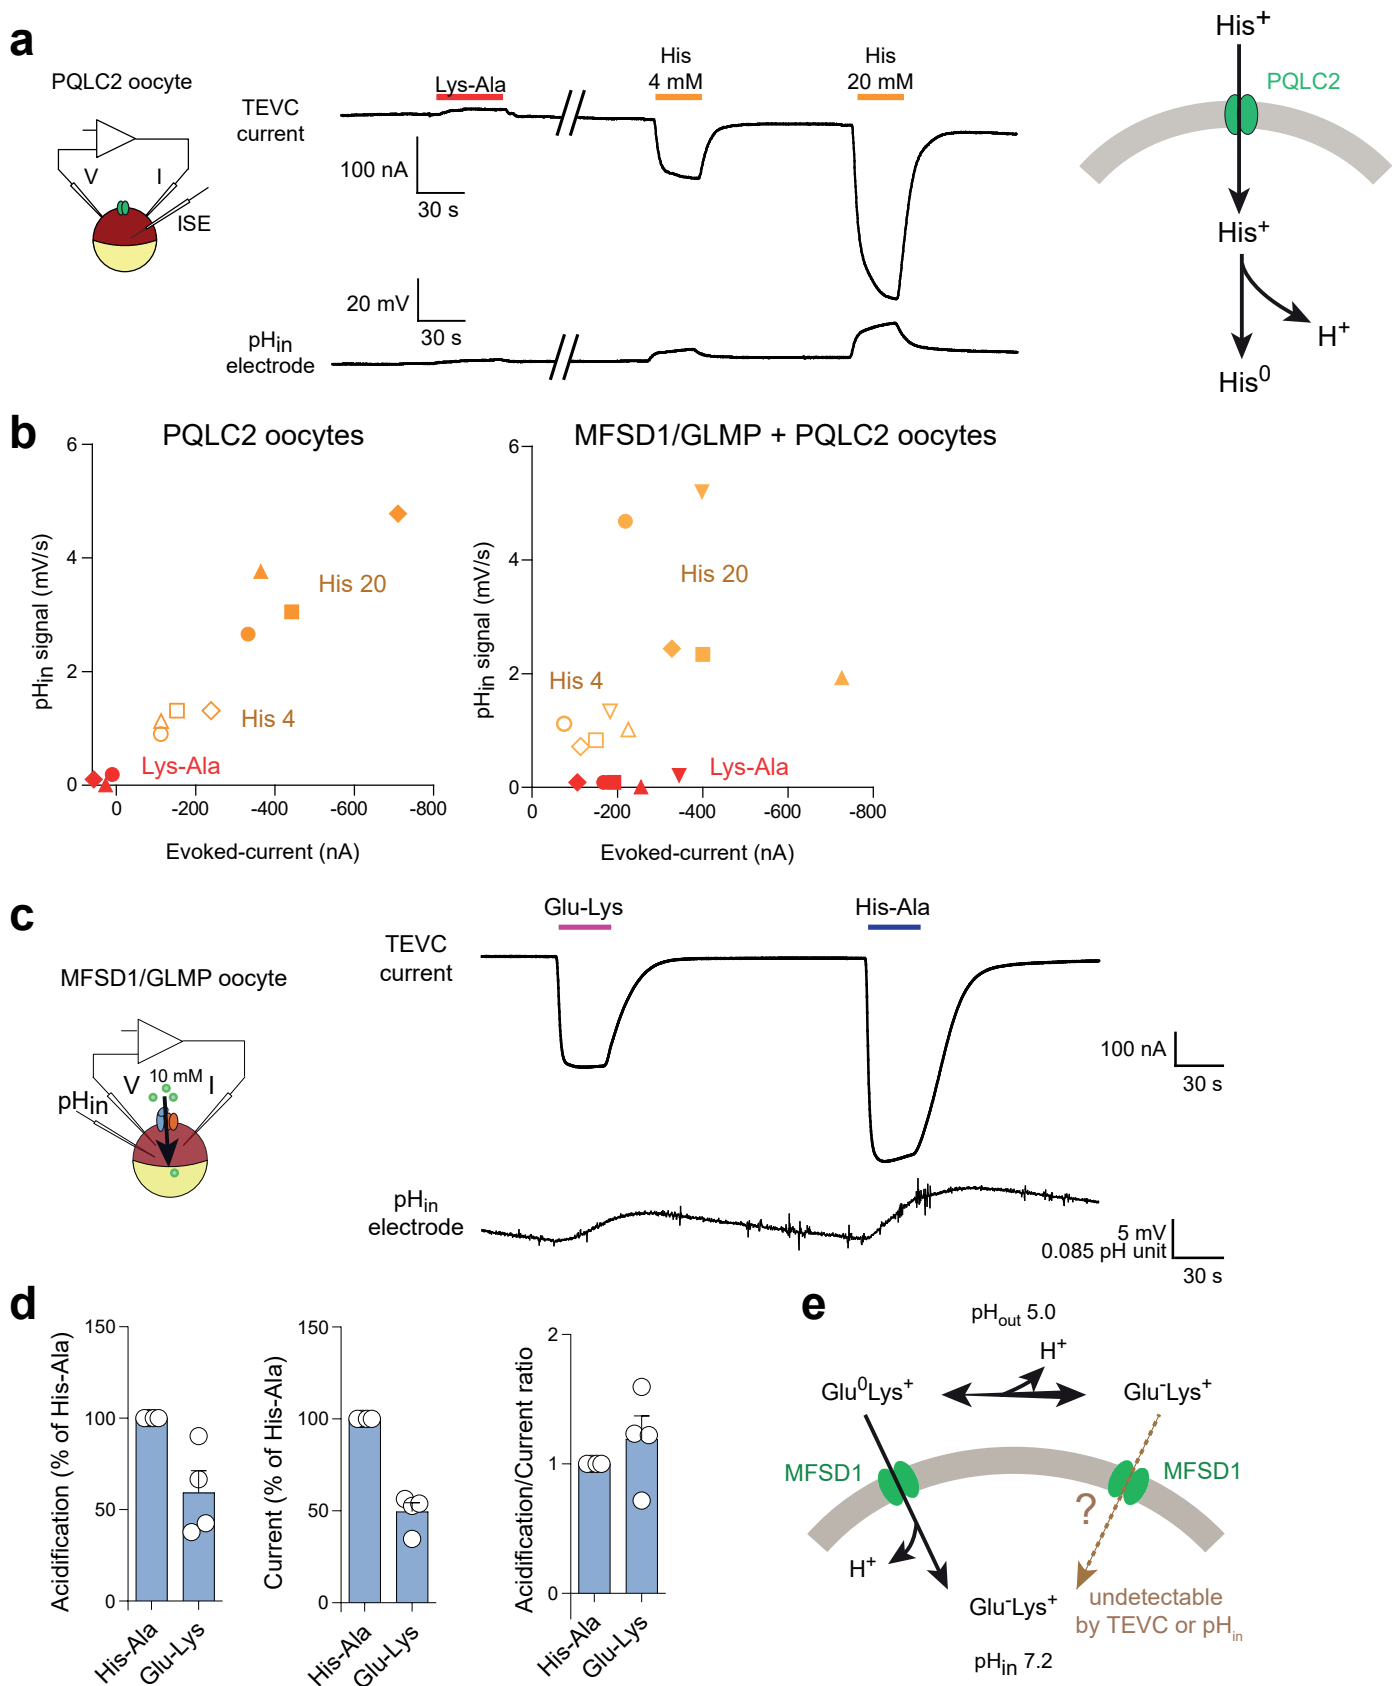 a
PQLC2 oocyte
V
I
ISE
TEVC
current
Lys-Ala
His
4 mM
His
20 mM
100 nA
30 s
20 mV
30 s
pHin
electrode
His+
PQLC2
His+
H+
His0
b
PQLC2 oocytes
pHin signal (mV/s)
6
4
2
0
His 20
His 4
Lys-Ala
0
-200
-400
-600
-800
Evoked-current (nA)
MFSD1/GLMP + PQLC2 oocytes
pHin signal (mV/s)
6
4
2
0
His 20
His 4
Lys-Ala
0
-200
-400
-600
-800
Evoked-current (nA)
c
MFSD1/GLMP oocyte
V
10 mM
I
pHin
TEVC
current
Glu-Lys
His-Ala
100 nA
30 s
pHin
electrode
5 mV
0.085 pH unit
30 s
d
Acidification (% of His-Ala)
150
100
50
0
His-Ala
Glu-Lys
Current (% of His-Ala)
150
100
50
0
His-Ala
Glu-Lys
Acidification/Current ratio
2
1
0
His-Ala
Glu-Lys
e
pHout 5.0
H+
Glu0Lys+
Glu-Lys+
MFSD1
MFSD1
?
H+
Glu-Lys+
undetectable
by TEVC or pHin
pHin 7.2